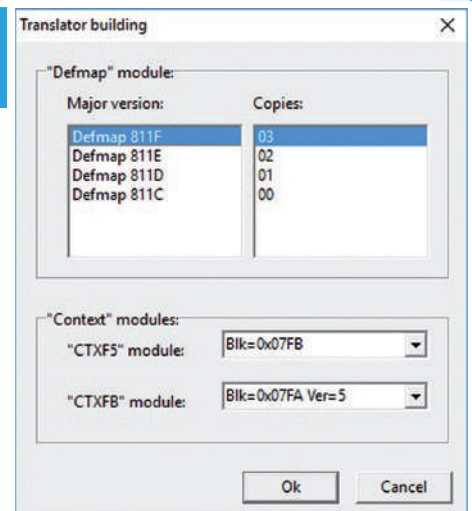 Translator building
"Defmap" module:
Major version: Copies:
Defmap 811F 03
Defmap 811E 02
Defmap 811D 01
Defmap 811C 00
"Context" modules:
"CTXF5" module: Blk=0x07FB
"CTXFB" module: Blk=0x07FA Ver=5
Ok Cancel